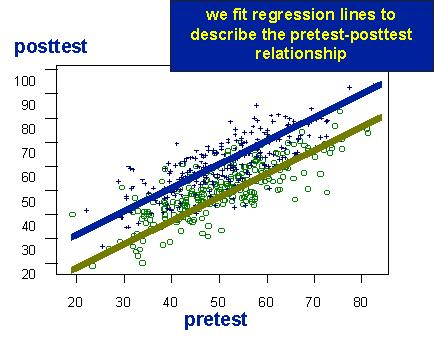 we fit regression lines to
describe the pretest-posttest
relationship
posttest
100
90
80
70
60
50
40
30
20
20 30 40 50 60 70 80
pretest